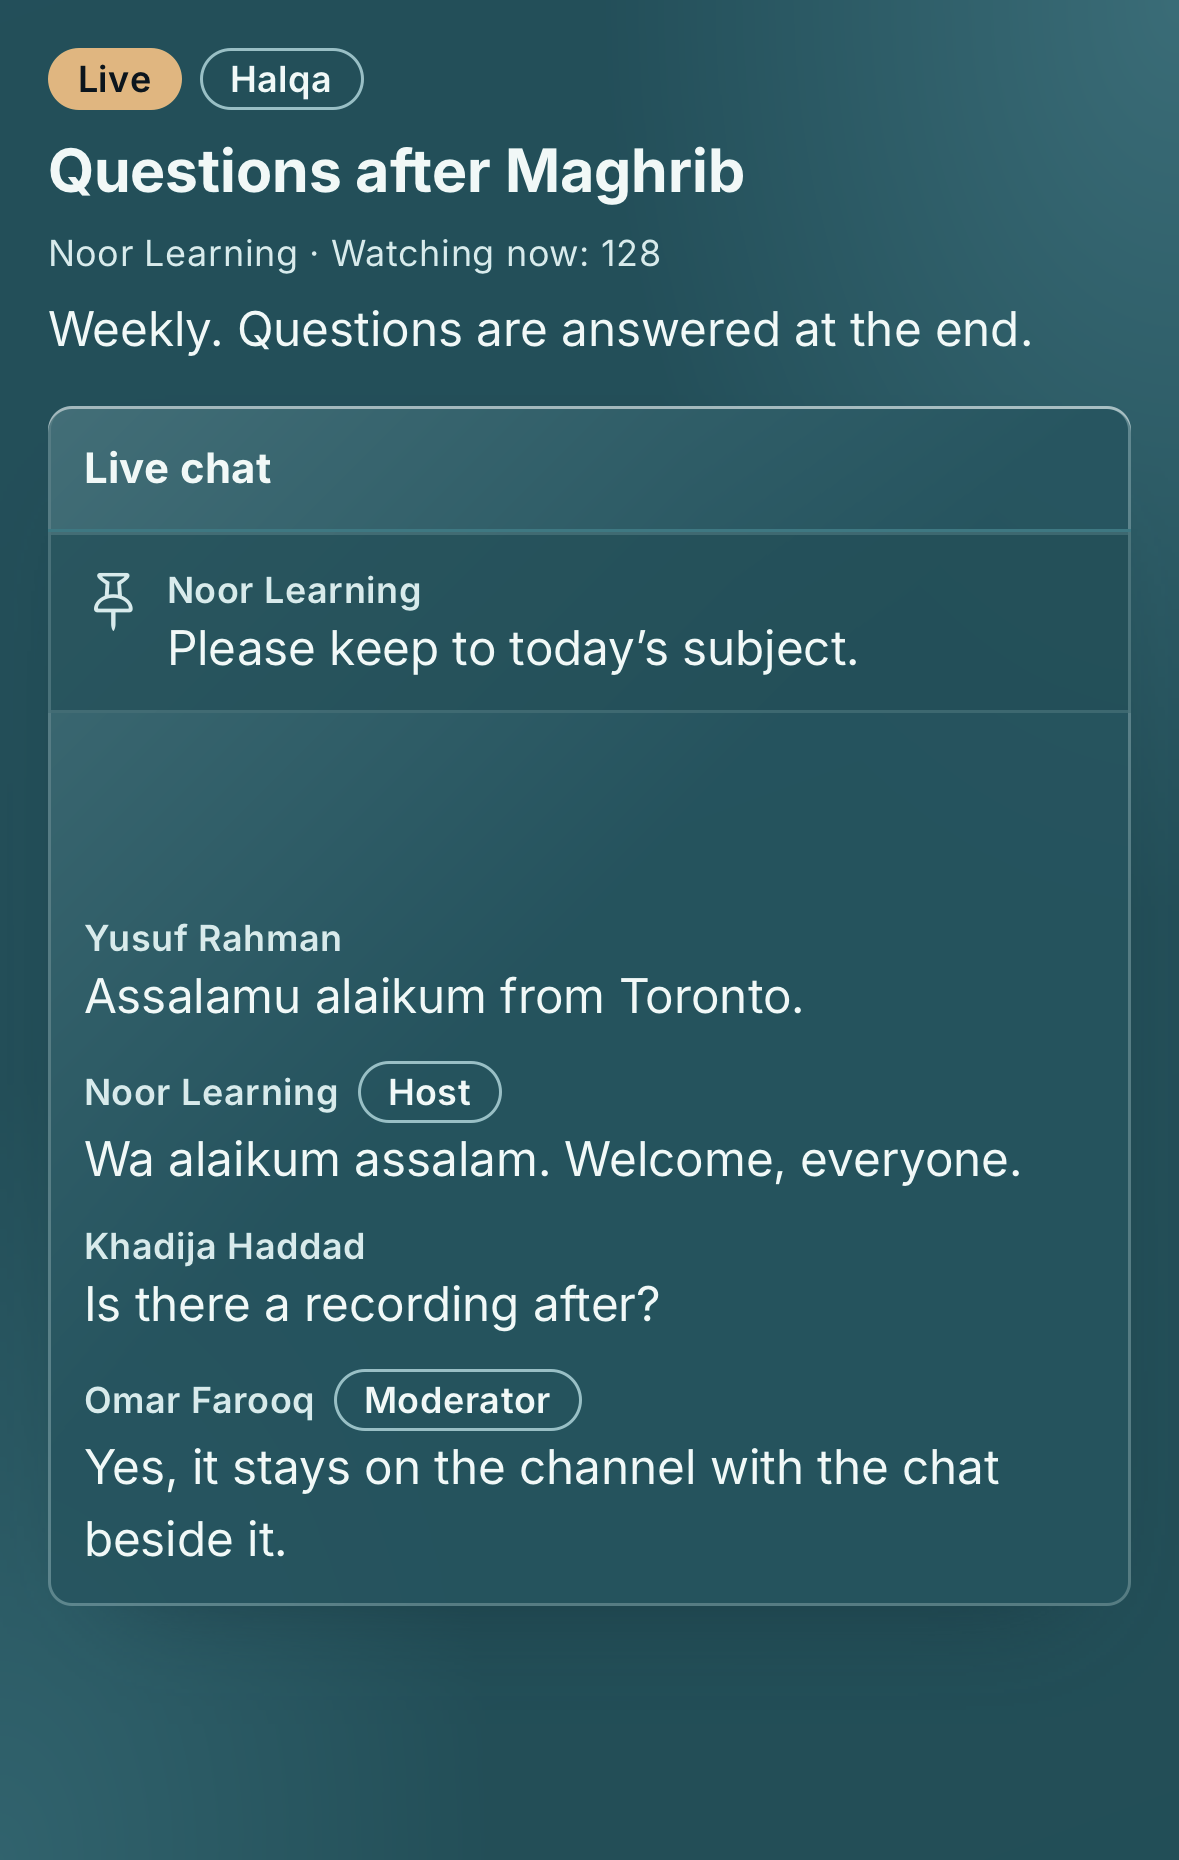 Live
Halqa
Questions after Maghrib
Noor Learning · Watching now: 128
Weekly. Questions are answered at the end.
Live chat
Noor Learning
Please keep to today’s subject.
Yusuf Rahman
Assalamu alaikum from Toronto.
Noor Learning Host
Wa alaikum assalam. Welcome, everyone.
Khadija Haddad
Is there a recording after?
Omar Farooq Moderator
Yes, it stays on the channel with the chat
beside it.